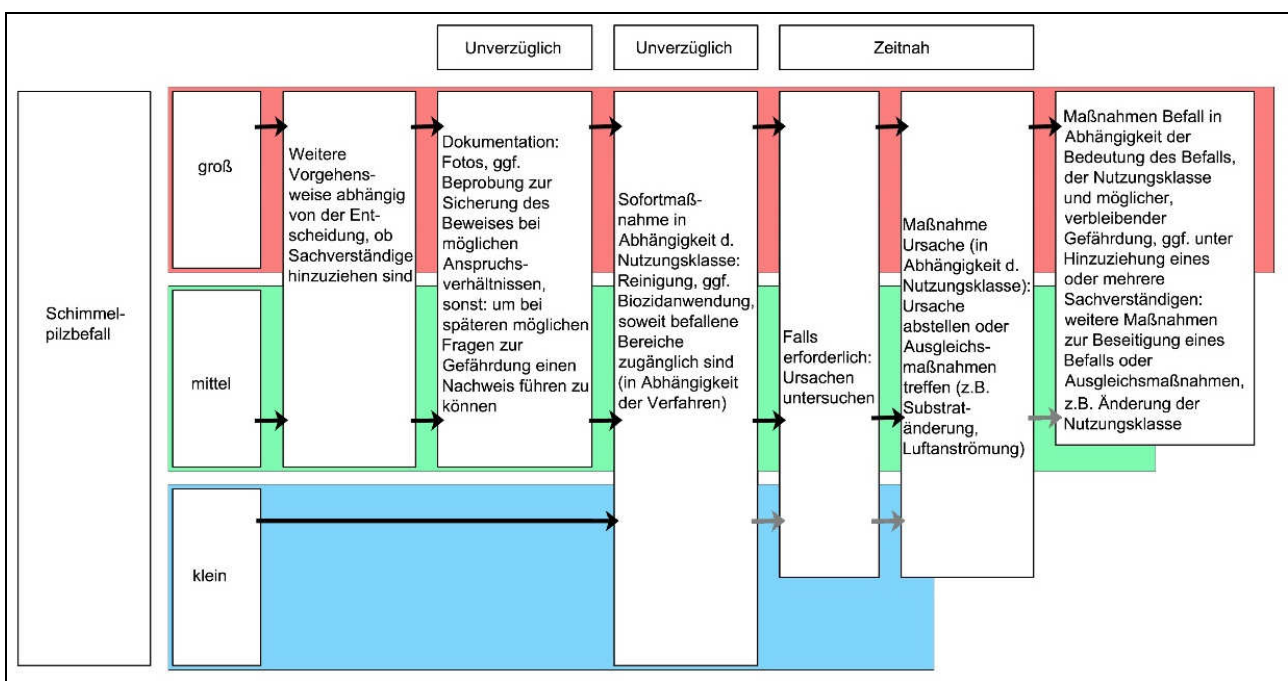 Unverzüglich
Unverzüglich
Zeitnah
Schimmel-
pilzbefall
groß
mittel
klein
Weitere
Vorgehens-
weise abhängig
von der Ent-
scheidung, ob
Sachverständige
hinzuziehen sind
Dokumentation:
Fotos, ggf.
Beprobung zur
Sicherung des
Beweises bei
möglichen
Anspruchs-
verhältnissen,
sonst: um bei
späteren möglichen
Fragen zur
Gefährdung einen
Nachweis führen zu
können
Sofortmaß-
nahme in
Abhängigkeit d.
Nutzungsklasse:
Reinigung, ggf.
Biozidanwendung,
soweit befallene
Bereiche
zugänglich sind
(in Abhängigkeit
der Verfahren)
Falls
erforderlich:
Ursachen
untersuchen
Maßnahme
Ursache (in
Abhängigkeit d.
Nutzungsklasse):
Ursache
abstellen oder
Ausgleichs-
maßnahmen
treffen (z.B.
Substrat-
änderung,
Luftanströmung)
Maßnahmen Befall in
Abhängigkeit der
Bedeutung des Befalls,
der Nutzungsklasse
und möglicher,
verbleibender
Gefährdung, ggf. unter
Hinzuziehung eines
oder mehrere
Sachverständigen:
weitere Maßnahmen
zur Beseitigung eines
Befalls oder
Ausgleichsmaßnahmen,
z.B. Änderung der
Nutzungsklasse